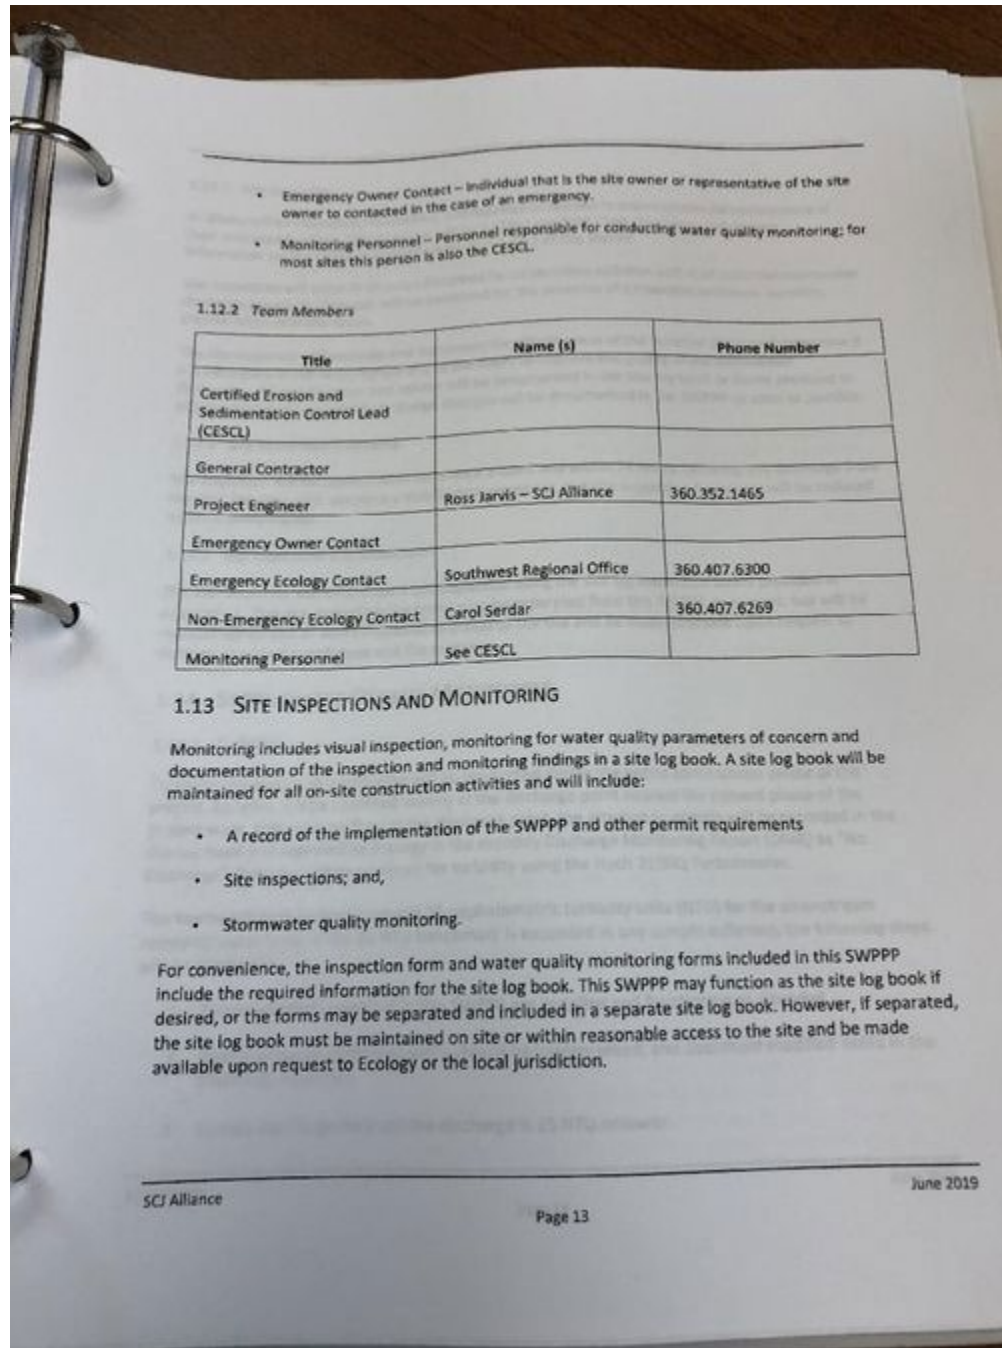 • Emergency Owner Contact – Individual that is the site owner or representative of the site
owner to contacted in the case of an emergency.
• Monitoring Personnel – Personnel responsible for conducting water quality monitoring; for
most sites this person is also the CESCL.
1.12.2 Team Members
Title Name (s) Phone Number
Certified Erosion and
Sedimentation Control Lead
(CESCL)
General Contractor
Project Engineer Ross Jarvis – SCJ Alliance 360.352.1465
Emergency Owner Contact
Emergency Ecology Contact Southwest Regional Office 360.407.6300
Non-Emergency Ecology Contact Carol Serdar 360.407.6269
Monitoring Personnel See CESCL
1.13 SITE INSPECTIONS AND MONITORING
Monitoring includes visual inspection, monitoring for water quality parameters of concern and
documentation of the inspection and monitoring findings in a site log book. A site log book will be
maintained for all on-site construction activities and will include:
• A record of the implementation of the SWPPP and other permit requirements
• Site inspections; and,
• Stormwater quality monitoring.
For convenience, the inspection form and water quality monitoring forms included in this SWPPP
include the required information for the site log book. This SWPPP may function as the site log book if
desired, or the forms may be separated and included in a separate site log book. However, if separated,
the site log book must be maintained on site or within reasonable access to the site and be made
available upon request to Ecology or the local jurisdiction.
SCJ Alliance June 2019
Page 13